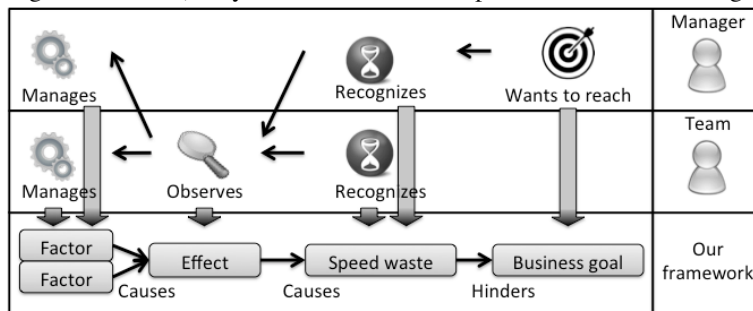 Manager
Manages
Recognizes
Wants to reach
Team
Manages
Observes
Recognizes
Factor
Factor
Effect
Speed waste
Business goal
Our
framework
Causes
Causes
Hinders